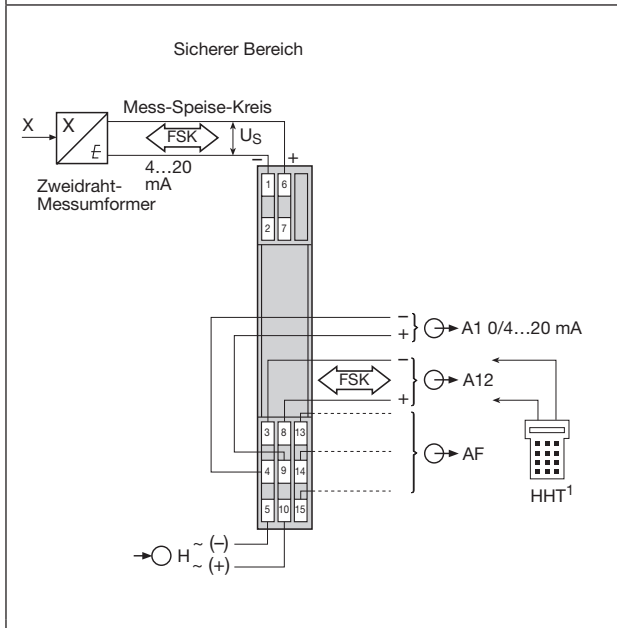 Sicherer Bereich
Mess-Speise-Kreis
X
X
E
FSK
US
– +
4...20
mA
Zweidraht-
Messumformer
1 6
2 7
–
+
A1 0/4...20 mA
–
FSK
A12
+
3 8 13
AF
4 9 14
HHT1
5 10 15
H ~ (–)
~ (+)